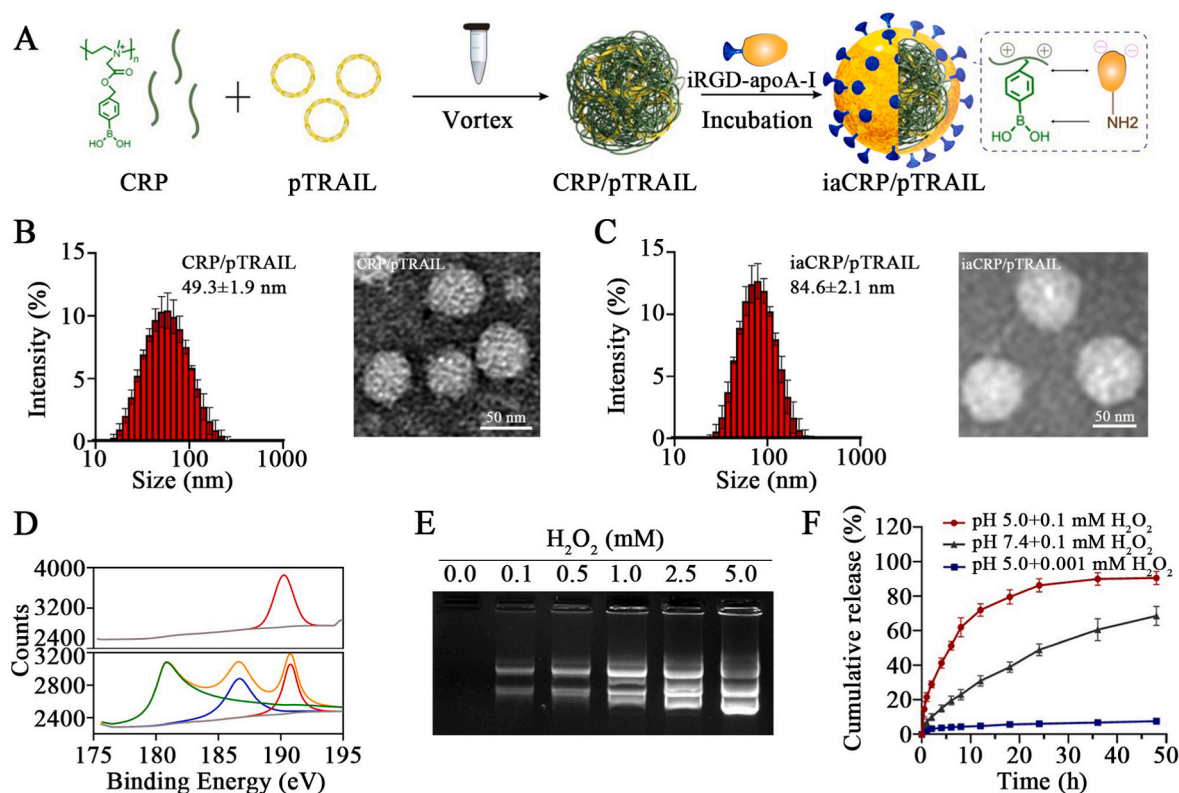 A
N
I+
n
O
O
B
HO
OH
CRP
+
pTRAIL
Vortex
CRP/pTRAIL
iRGD-apoA-I
Incubation
iaCRP/pTRAIL
+ +
B
HO OH
− −
NH2
B
CRP/pTRAIL
49.3±1.9 nm
Intensity (%)
15
10
5
0
10 100 1000
Size (nm)
CRP/pTRAIL
50 nm
C
iaCRP/pTRAIL
84.6±2.1 nm
Intensity (%)
15
10
5
0
10 100 1000
Size (nm)
iaCRP/pTRAIL
50 nm
D
Counts
4000
3200
2400
3200
2800
2400
175 180 185 190 195
Binding Energy (eV)
E
H₂O₂ (mM)
0.0 0.1 0.5 1.0 2.5 5.0
F
Cumulative release (%)
120
100
80
60
40
20
0
pH 5.0+0.1 mM H₂O₂
pH 7.4+0.1 mM H₂O₂
pH 5.0+0.001 mM H₂O₂
0 10 20 30 40 50
Time (h)